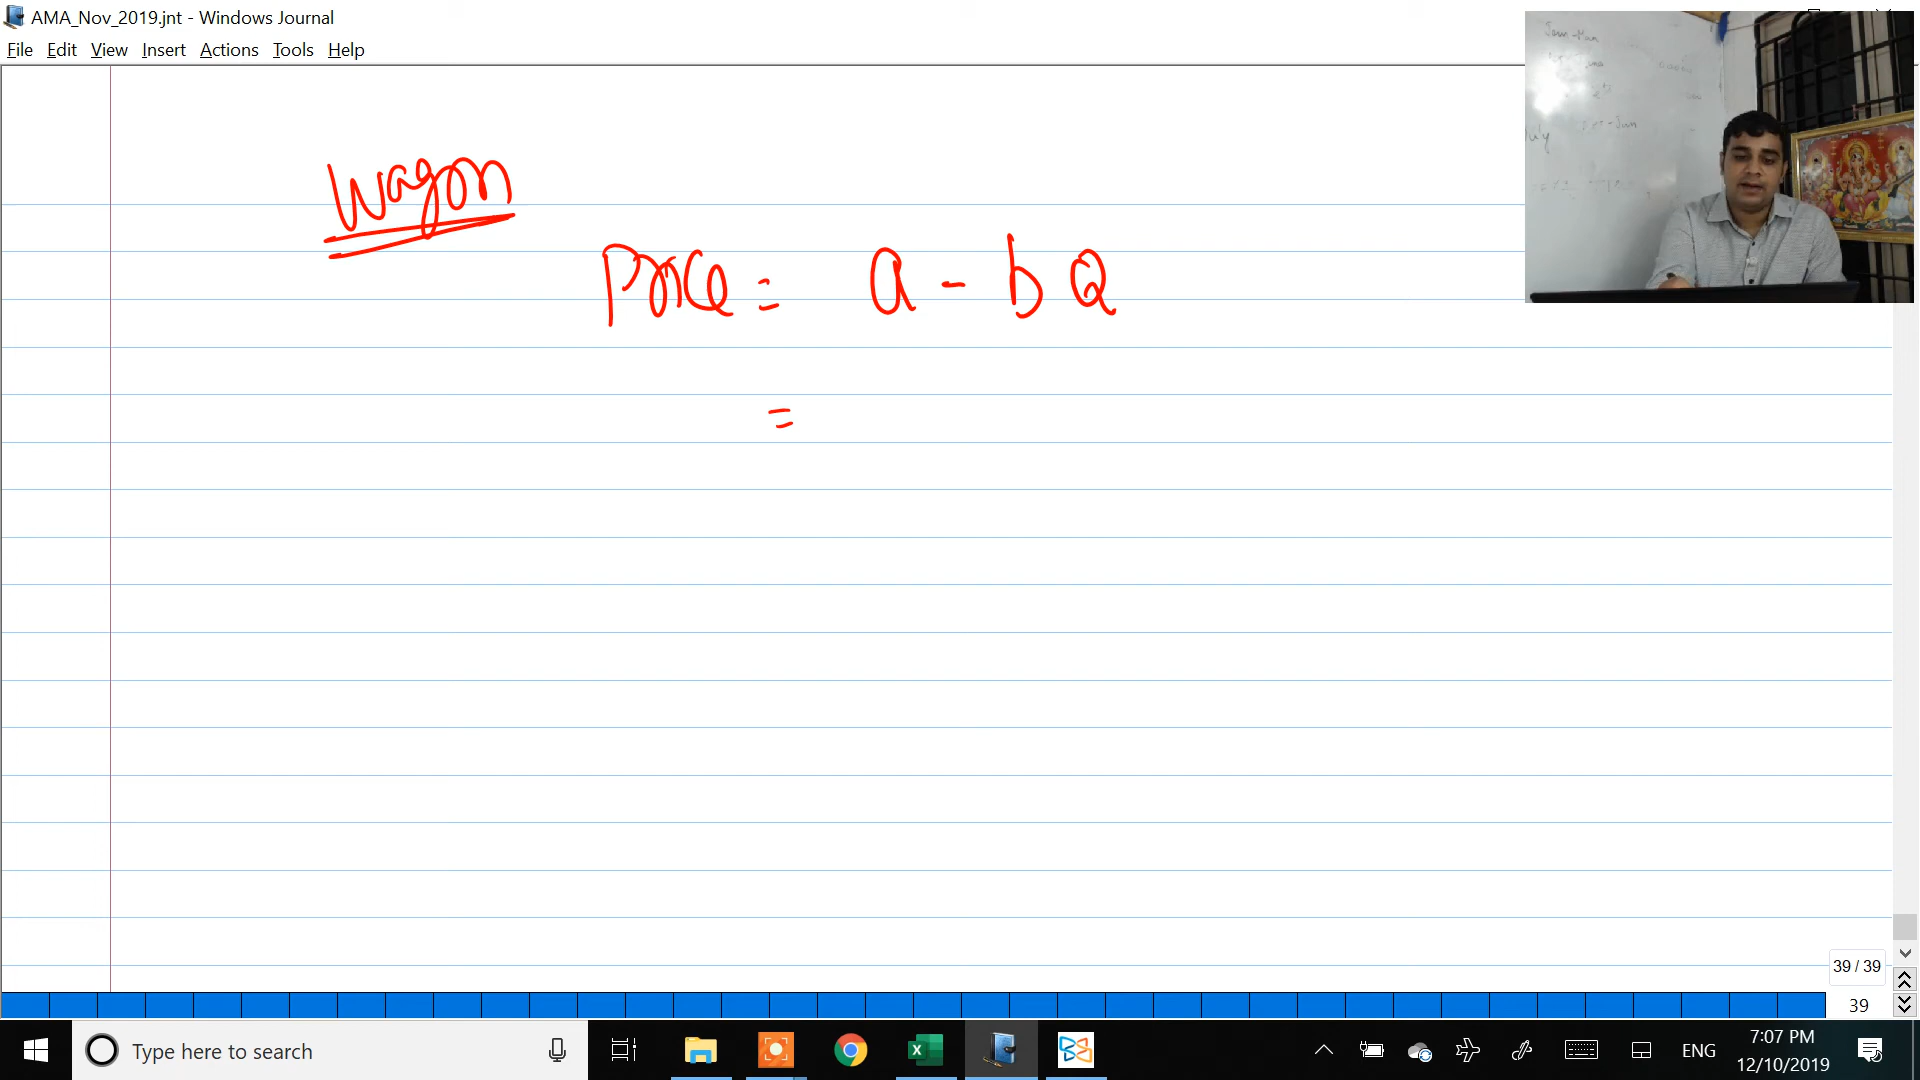 AMA_Nov_2019.jnt - Windows Journal
File Edit View Insert Actions Tools Help
Wagon
Price = a - b Q
=
39 / 39
39
Type here to search
ENG
7:07 PM
12/10/2019